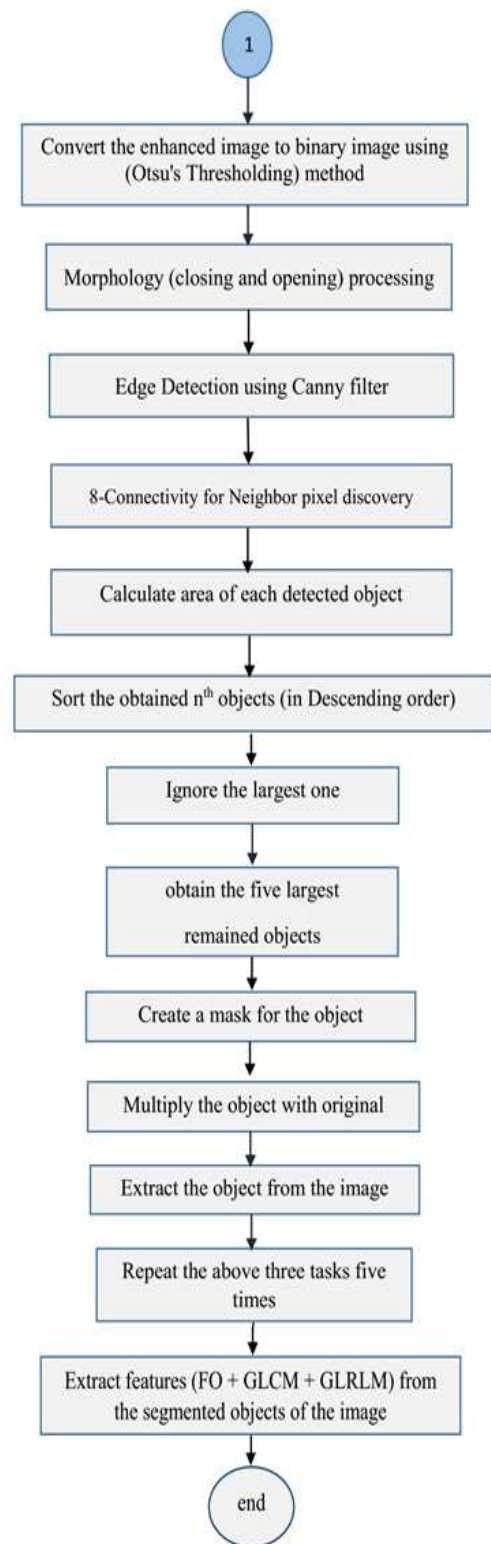 1
Convert the enhanced image to binary image using
(Otsu's Thresholding) method
Morphology (closing and opening) processing
Edge Detection using Canny filter
8-Connectivity for Neighbor pixel discovery
Calculate area of each detected object
Sort the obtained nth objects (in Descending order)
Ignore the largest one
obtain the five largest
remained objects
Create a mask for the object
Multiply the object with original
Extract the object from the image
Repeat the above three tasks five
times
Extract features (FO + GLCM + GLRLM) from
the segmented objects of the image
end